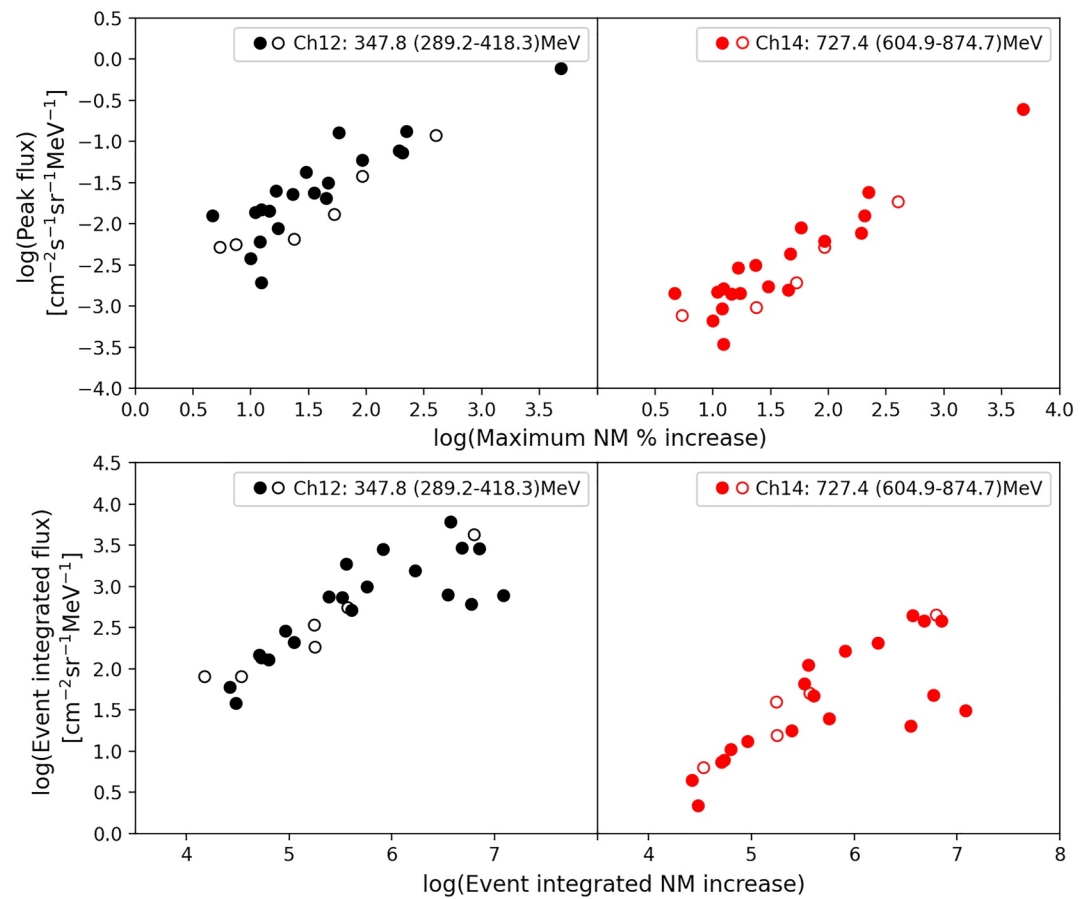 Ch12: 347.8 (289.2-418.3)MeV
Ch14: 727.4 (604.9-874.7)MeV
log(Peak flux)
[cm⁻²s⁻¹sr⁻¹MeV⁻¹]
0.5
0.0
−0.5
−1.0
−1.5
−2.0
−2.5
−3.0
−3.5
−4.0
0.0 0.5 1.0 1.5 2.0 2.5 3.0 3.5 0.5 1.0 1.5 2.0 2.5 3.0 3.5 4.0
log(Maximum NM % increase)
Ch12: 347.8 (289.2-418.3)MeV
Ch14: 727.4 (604.9-874.7)MeV
log(Event integrated flux)
[cm⁻²sr⁻¹MeV⁻¹]
4.5
4.0
3.5
3.0
2.5
2.0
1.5
1.0
0.5
0.0
4 5 6 7 4 5 6 7 8
log(Event integrated NM increase)